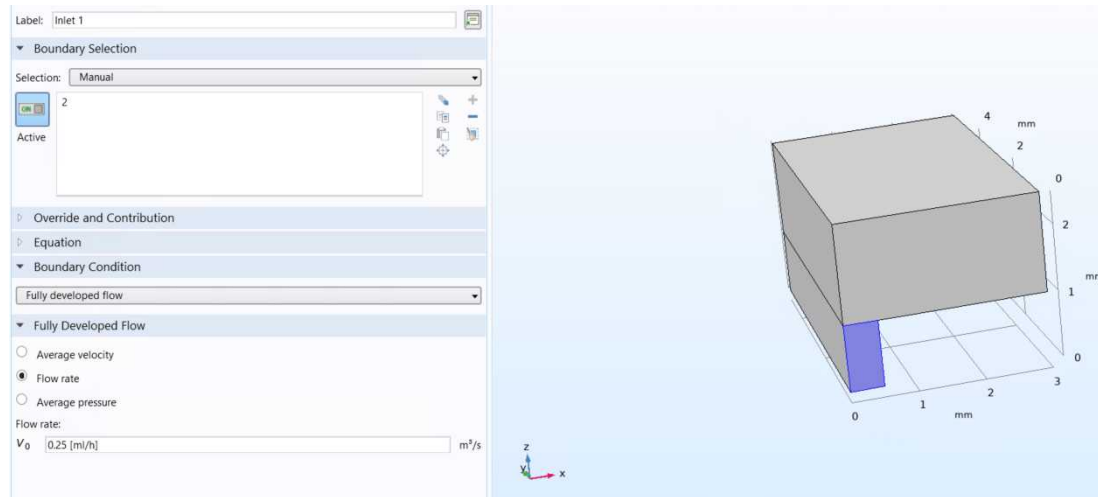 Label: Inlet 1
Boundary Selection
Selection: Manual
2
Active
Override and Contribution
Equation
Boundary Condition
Fully developed flow
Fully Developed Flow
Average velocity
Flow rate
Average pressure
Flow rate:
V₀ 0.25 [ml/h] m³/s
4
mm
2
0
2
1
mm
0
3
2
1
0
mm
z
y
x